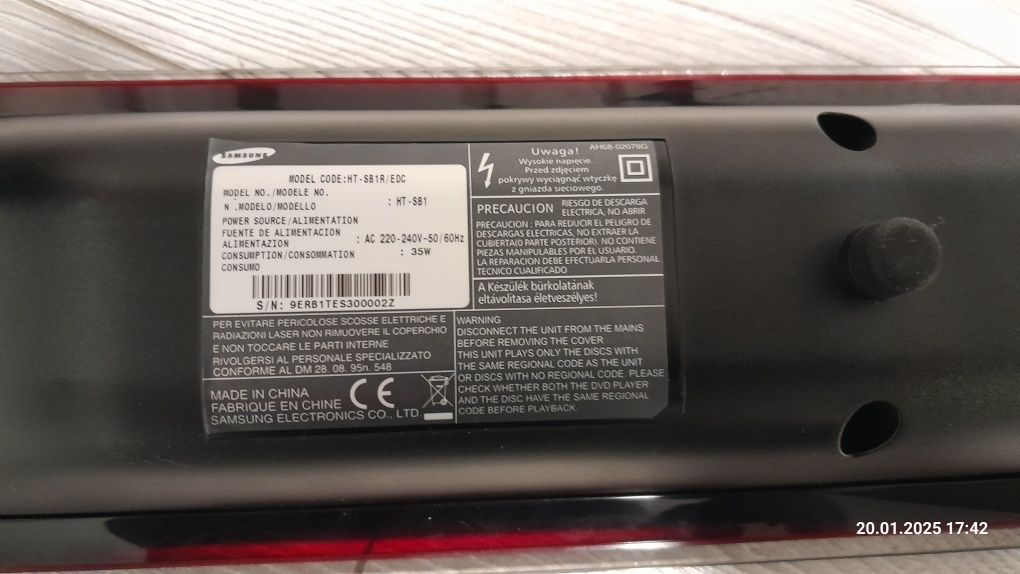 SAMSUNG
MODEL CODE:HT-SB1R/EDC
MODEL NO./MODELE NO.
N .MODELO/MODELLO : HT-SB1
POWER SOURCE/ALIMENTATION
FUENTE DE ALIMENTACION
ALIMENTAZION : AC 220-240V-50/60Hz
CONSUMPTION/CONSOMMATION : 35W
CONSUMO
S/N: 9ERB1TES300002Z
AH68-02078G
Uwaga!
Wysokie napięcie.
Przed zdjęciem
pokrywy wyciągnąć wtyczkę
z gniazda sieciowego.
PRECAUCION RIESGO DE DESCARGA
ELECTRICA, NO ABRIR
PRECAUCION : PARA REDUCIR EL PELIGRO DE
DESCARGAS ELECTRICAS, NO EXTRAER LA
CUBIERTA(O PARTE POSTERIOR). NO CONTIENE
PIEZAS MANIPULABLES POR EL USUARIO.
LA REPARACION DEBE EFECTUARLA PERSONAL
TECNICO CUALIFICADO
A Készülék búrkolatának
eltávolitasa életveszélyes!
PER EVITARE PERICOLOSE SCOSSE ELETTRICHE E
RADIAZIONI LASER NON RIMUOVERE IL COPERCHIO
E NON TOCCARE LE PARTI INTERNE
RIVOLGERSI AL PERSONALE SPECIALIZZATO
CONFORME AL DM 28. 08. 95n. 548
MADE IN CHINA
FABRIQUE EN CHINE
SAMSUNG ELECTRONICS CO., LTD
CE
WARNING
DISCONNECT THE UNIT FROM THE MAINS
BEFORE REMOVING THE COVER
THIS UNIT PLAYS ONLY THE DISCS WITH
THE SAME REGIONAL CODE AS THE UNIT
OR DISCS WITH NO REGIONAL CODE. PLEASE
CHECK WHETHER BOTH THE DVD PLAYER
AND THE DISC HAVE THE SAME REGIONAL
CODE BEFORE PLAYBACK.
20.01.2025 17:42